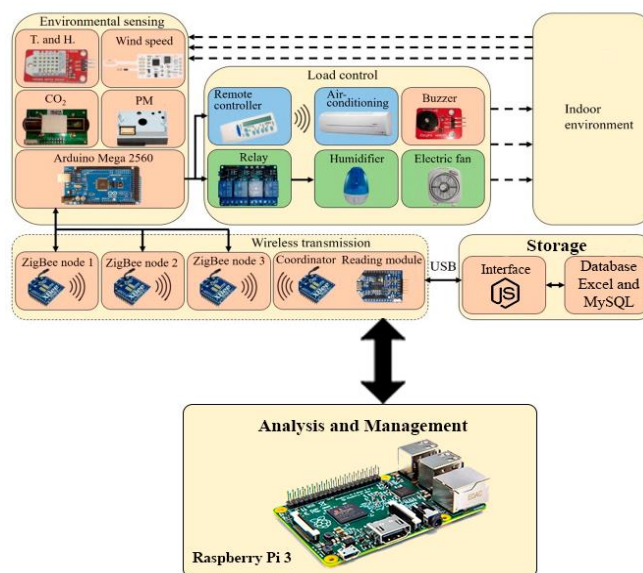 Environmental sensing
T. and H.
Wind speed
CO2
PM
Arduino Mega 2560
Load control
Remote
controller
Air-
conditioning
Buzzer
Relay
Humidifier
Electric fan
Indoor
environment
Wireless transmission
ZigBee node 1
ZigBee node 2
ZigBee node 3
Coordinator
Reading module
USB
Storage
Interface
JS
Database
Excel and
MySQL
Analysis and Management
Raspberry Pi 3